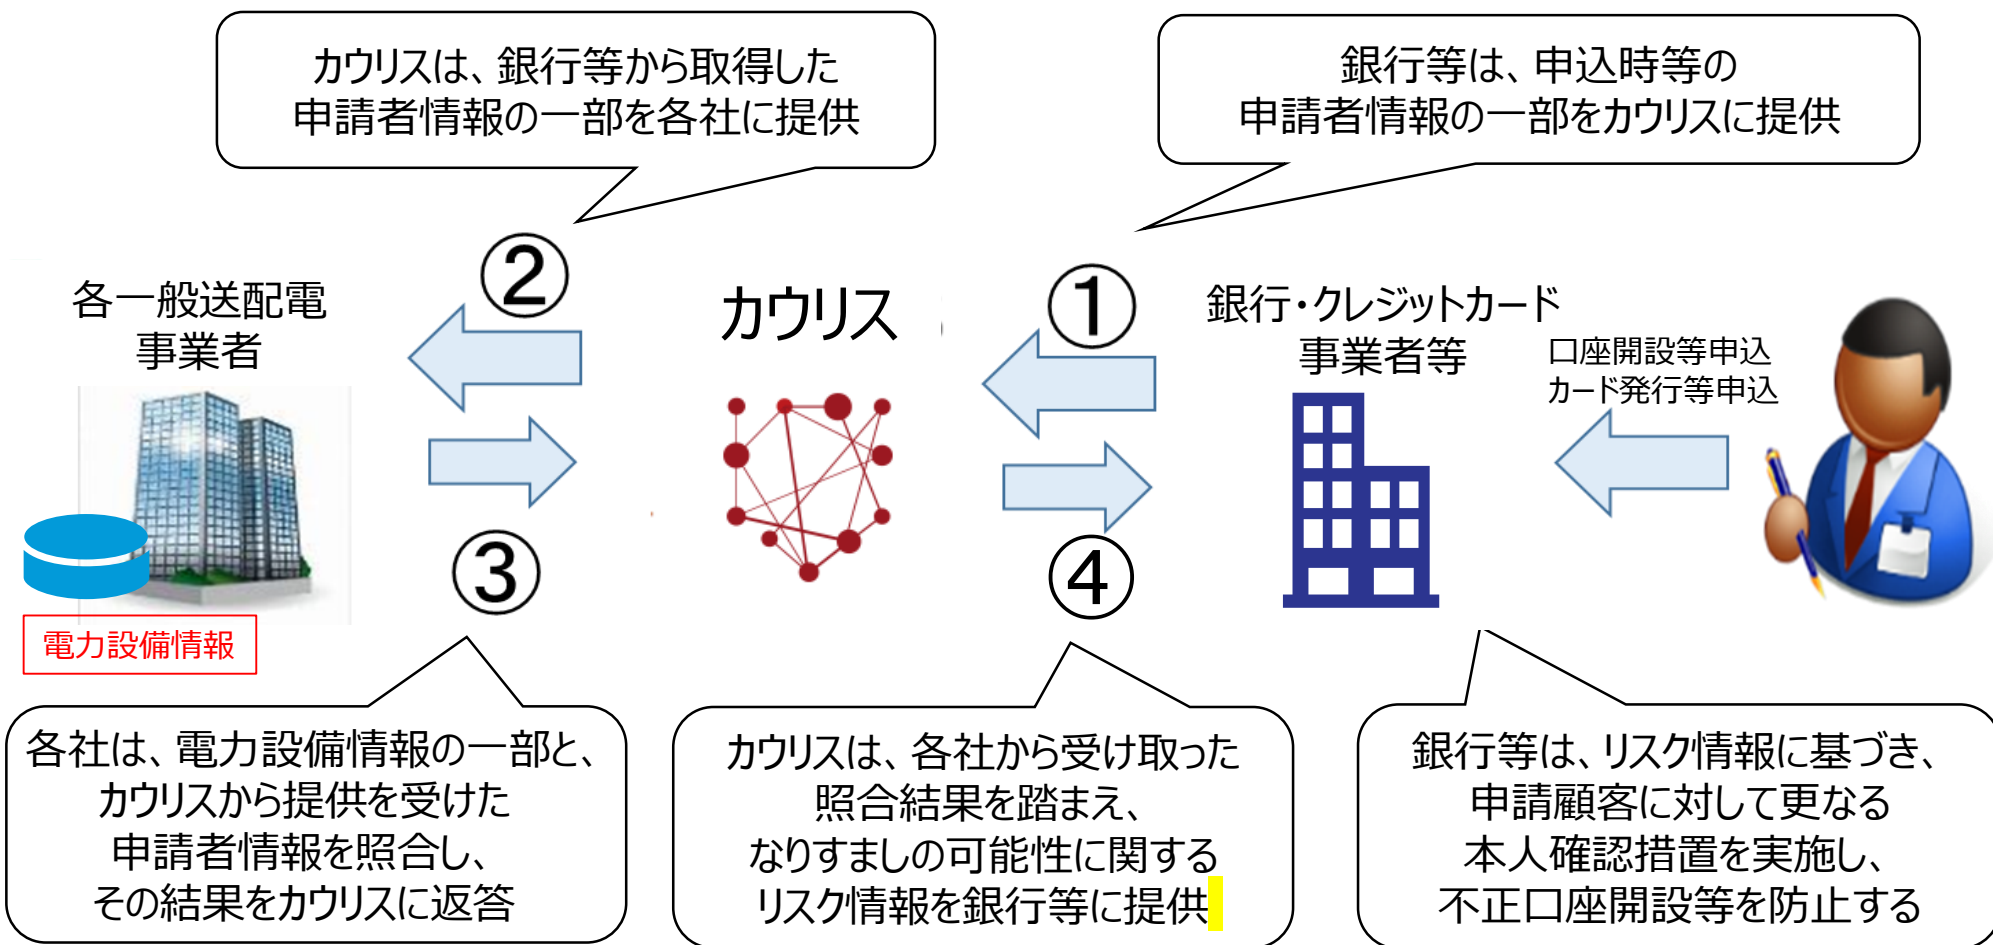 カウリスは、銀行等から取得した
申請者情報の一部を各社に提供
銀行等は、申込時等の
申請者情報の一部をカウリスに提供
②
①
各一般送配電
事業者
カウリス
銀行・クレジットカード
事業者等
口座開設等申込
カード発行等申込
③
④
電力設備情報
各社は、電力設備情報の一部と、
カウリスから提供を受けた
申請者情報を照合し、
その結果をカウリスに返答
カウリスは、各社から受け取った
照合結果を踏まえ、
なりすましの可能性に関する
リスク情報を銀行等に提供
銀行等は、リスク情報に基づき、
申請顧客に対して更なる
本人確認措置を実施し、
不正口座開設等を防止する